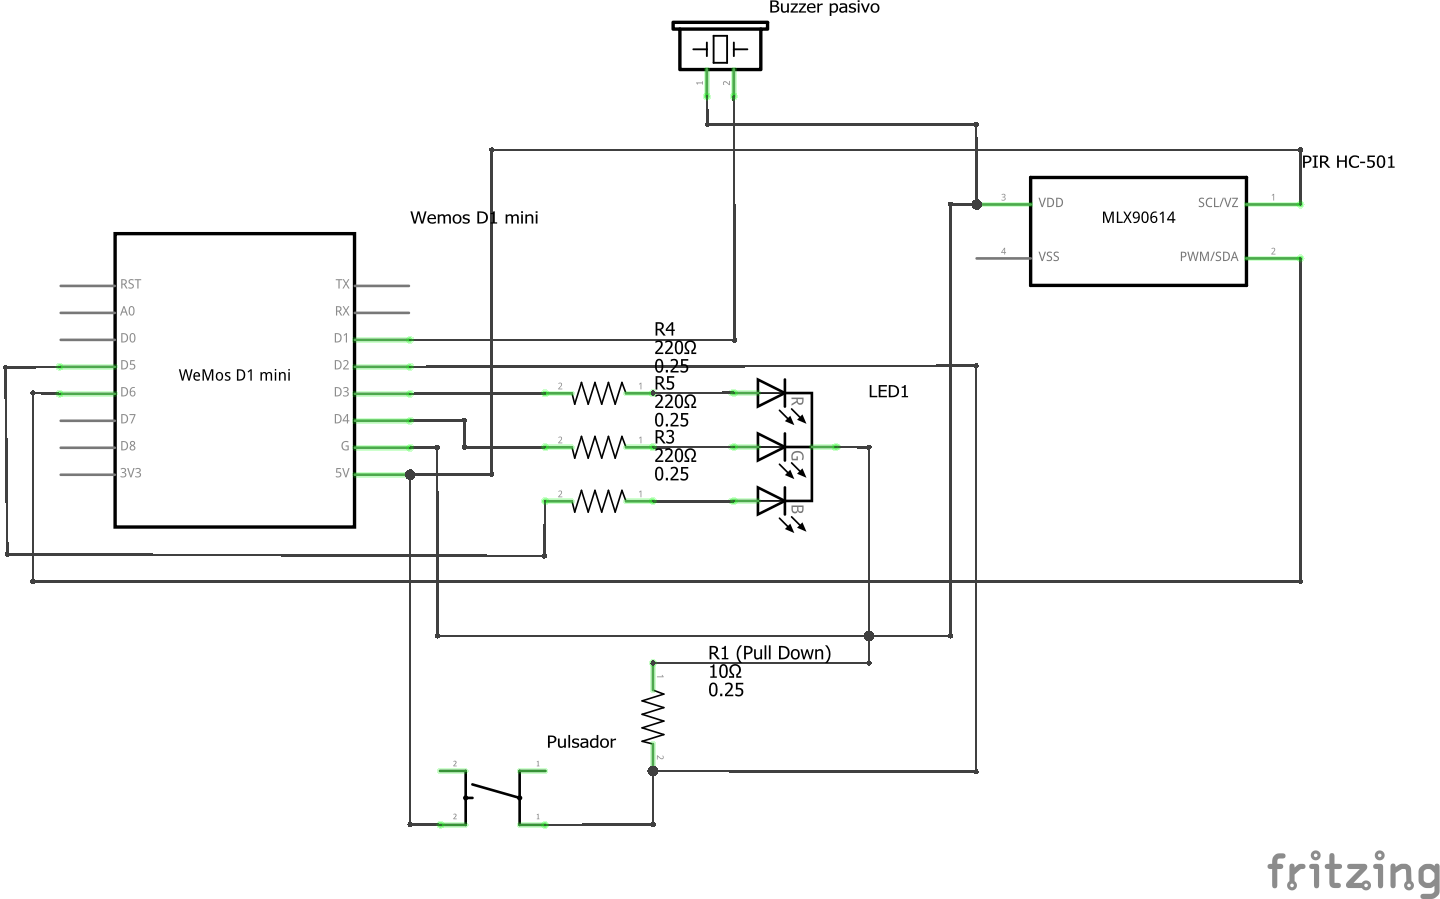 Buzzer pasivo
1
2
PIR HC-501
3
VDD
MLX90614
SCL/VZ
1
4
VSS
PWM/SDA
2
Wemos D1 mini
RST
TX
A0
RX
D0
D1
D5
WeMos D1 mini
D2
D6
D3
D7
D4
D8
G
3V3
5V
R4
220Ω
0.25
2
1
R5
220Ω
0.25
2
1
R3
220Ω
0.25
2
1
LED1
R
G
B
R1 (Pull Down)
10Ω
0.25
1
2
Pulsador
2
1
2
1
fritzing